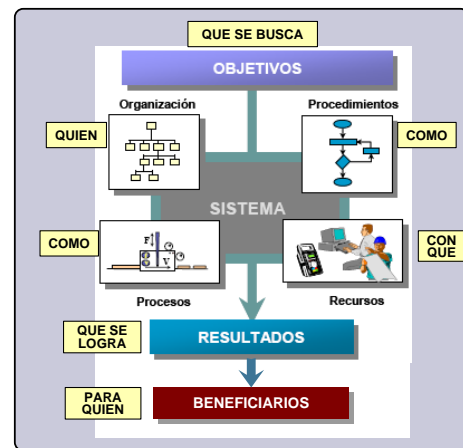 QUE SE BUSCA
OBJETIVOS
Organización
Procedimientos
QUIEN
COMO
SISTEMA
COMO
F
V
CON
QUE
Procesos
Recursos
QUE SE
LOGRA
RESULTADOS
PARA
QUIEN
BENEFICIARIOS